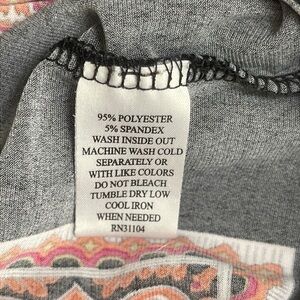 95% POLYESTER
5% SPANDEX
WASH INSIDE OUT
MACHINE WASH COLD
SEPARATELY OR
WITH LIKE COLORS
DO NOT BLEACH
TUMBLE DRY LOW
COOL IRON
WHEN NEEDED
RN31104